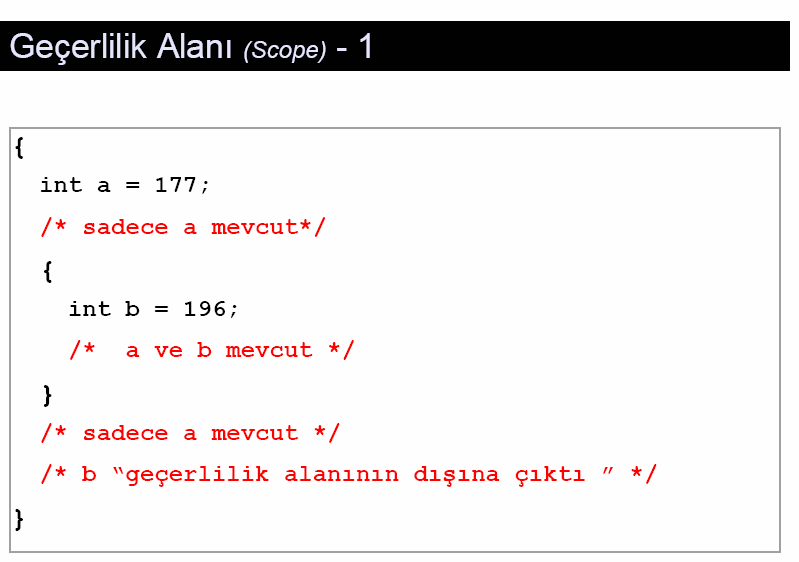 Geçerlilik Alanı (Scope) - 1
{
int a = 177;
/* sadece a mevcut*/
{
int b = 196;
/*  a ve b mevcut */
}
/* sadece a mevcut */
/* b “geçerlilik alanının dışına çıktı ” */
}